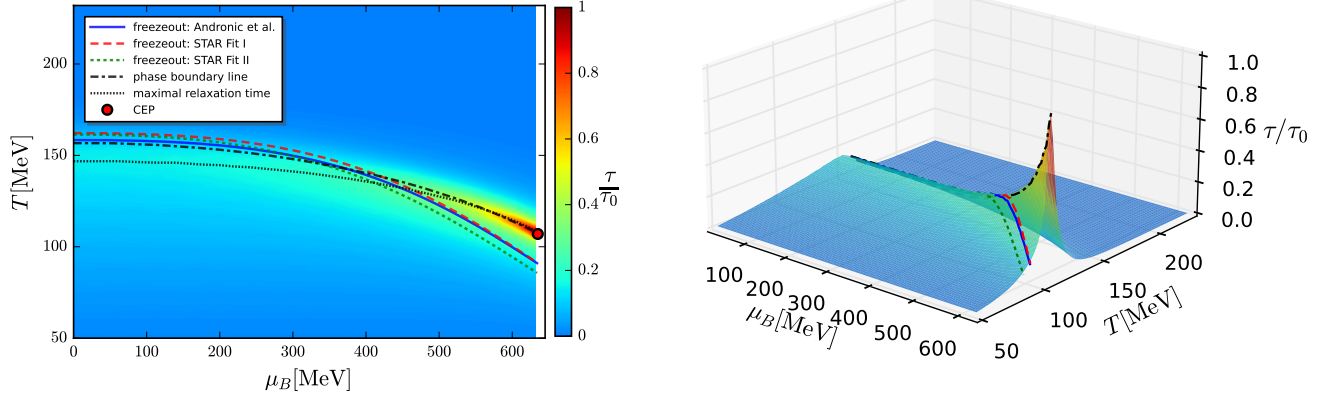 freezeout: Andronic et al.
freezeout: STAR Fit I
freezeout: STAR Fit II
phase boundary line
maximal relaxation time
CEP
200
150
100
50
T[MeV]
0
100
200
300
400
500
600
μ_B[MeV]
1
0.8
0.6
0.4
0.2
0
τ/τ₀
1.0
0.8
0.6
0.4
0.2
0.0
τ/τ₀
100
200
300
400
500
600
μ_B[MeV]
50
100
150
200
T[MeV]